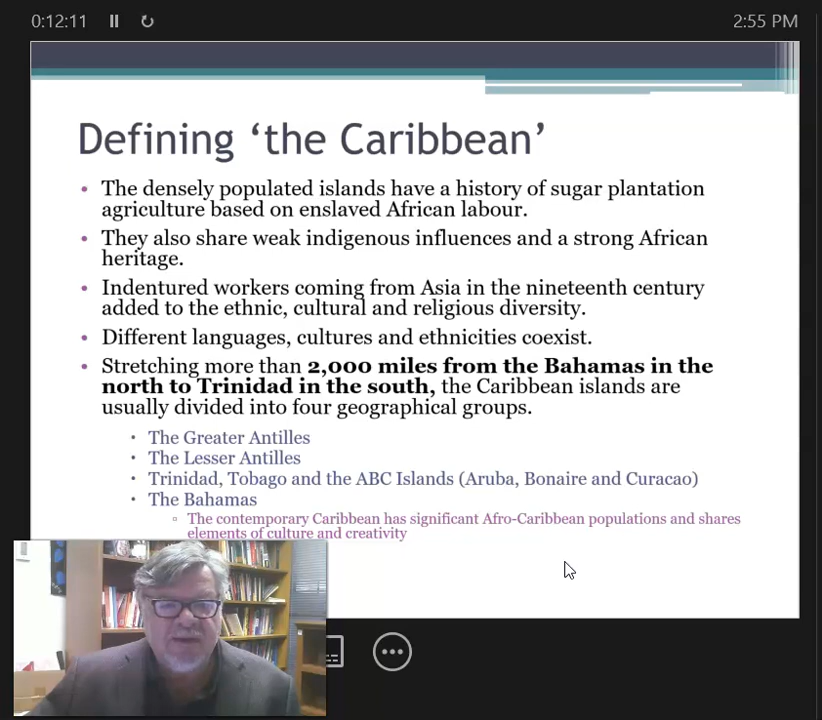 0:12:11
2:55 PM
Defining ‘the Caribbean’
• The densely populated islands have a history of sugar plantation
agriculture based on enslaved African labour.
• They also share weak indigenous influences and a strong African
heritage.
• Indentured workers coming from Asia in the nineteenth century
added to the ethnic, cultural and religious diversity.
• Different languages, cultures and ethnicities coexist.
• Stretching more than 2,000 miles from the Bahamas in the
north to Trinidad in the south, the Caribbean islands are
usually divided into four geographical groups.
• The Greater Antilles
• The Lesser Antilles
• Trinidad, Tobago and the ABC Islands (Aruba, Bonaire and Curacao)
• The Bahamas
▫ The contemporary Caribbean has significant Afro-Caribbean populations and shares
elements of culture and creativity